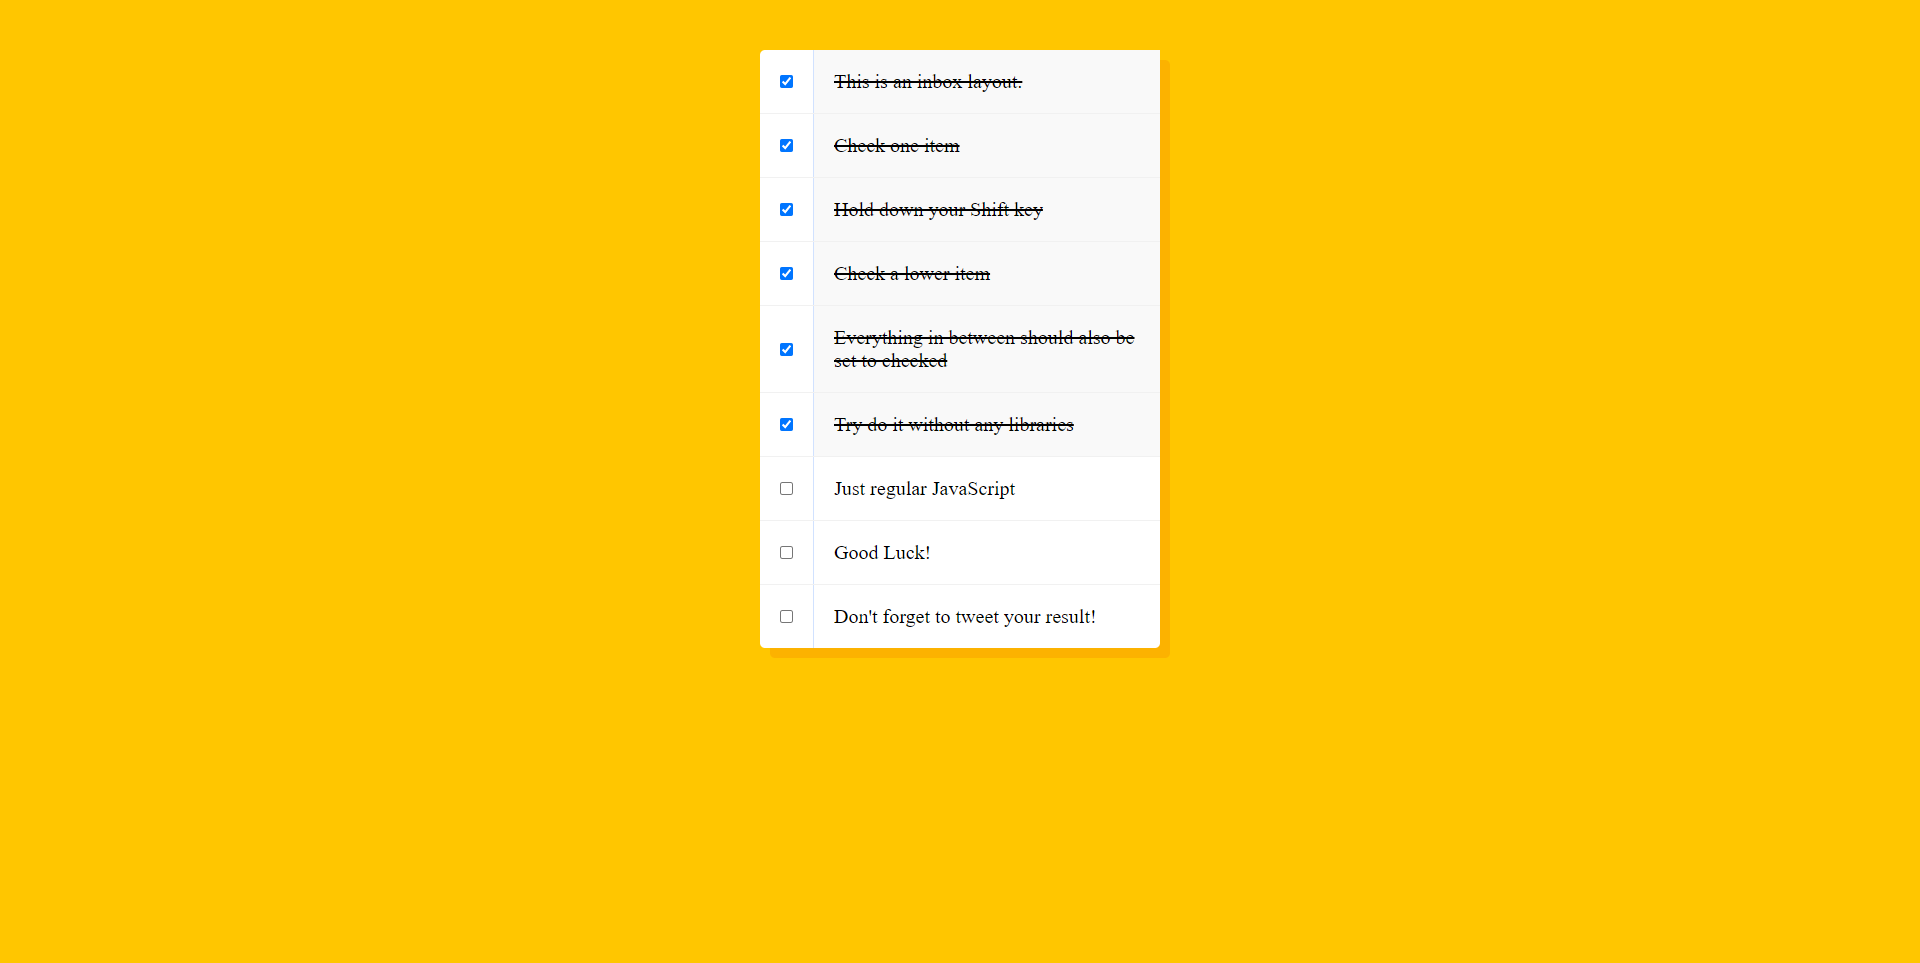 This is an inbox layout.
Check one item
Hold down your Shift key
Check a lower item
Everything in between should also be
set to checked
Try do it without any libraries
Just regular JavaScript
Good Luck!
Don't forget to tweet your result!